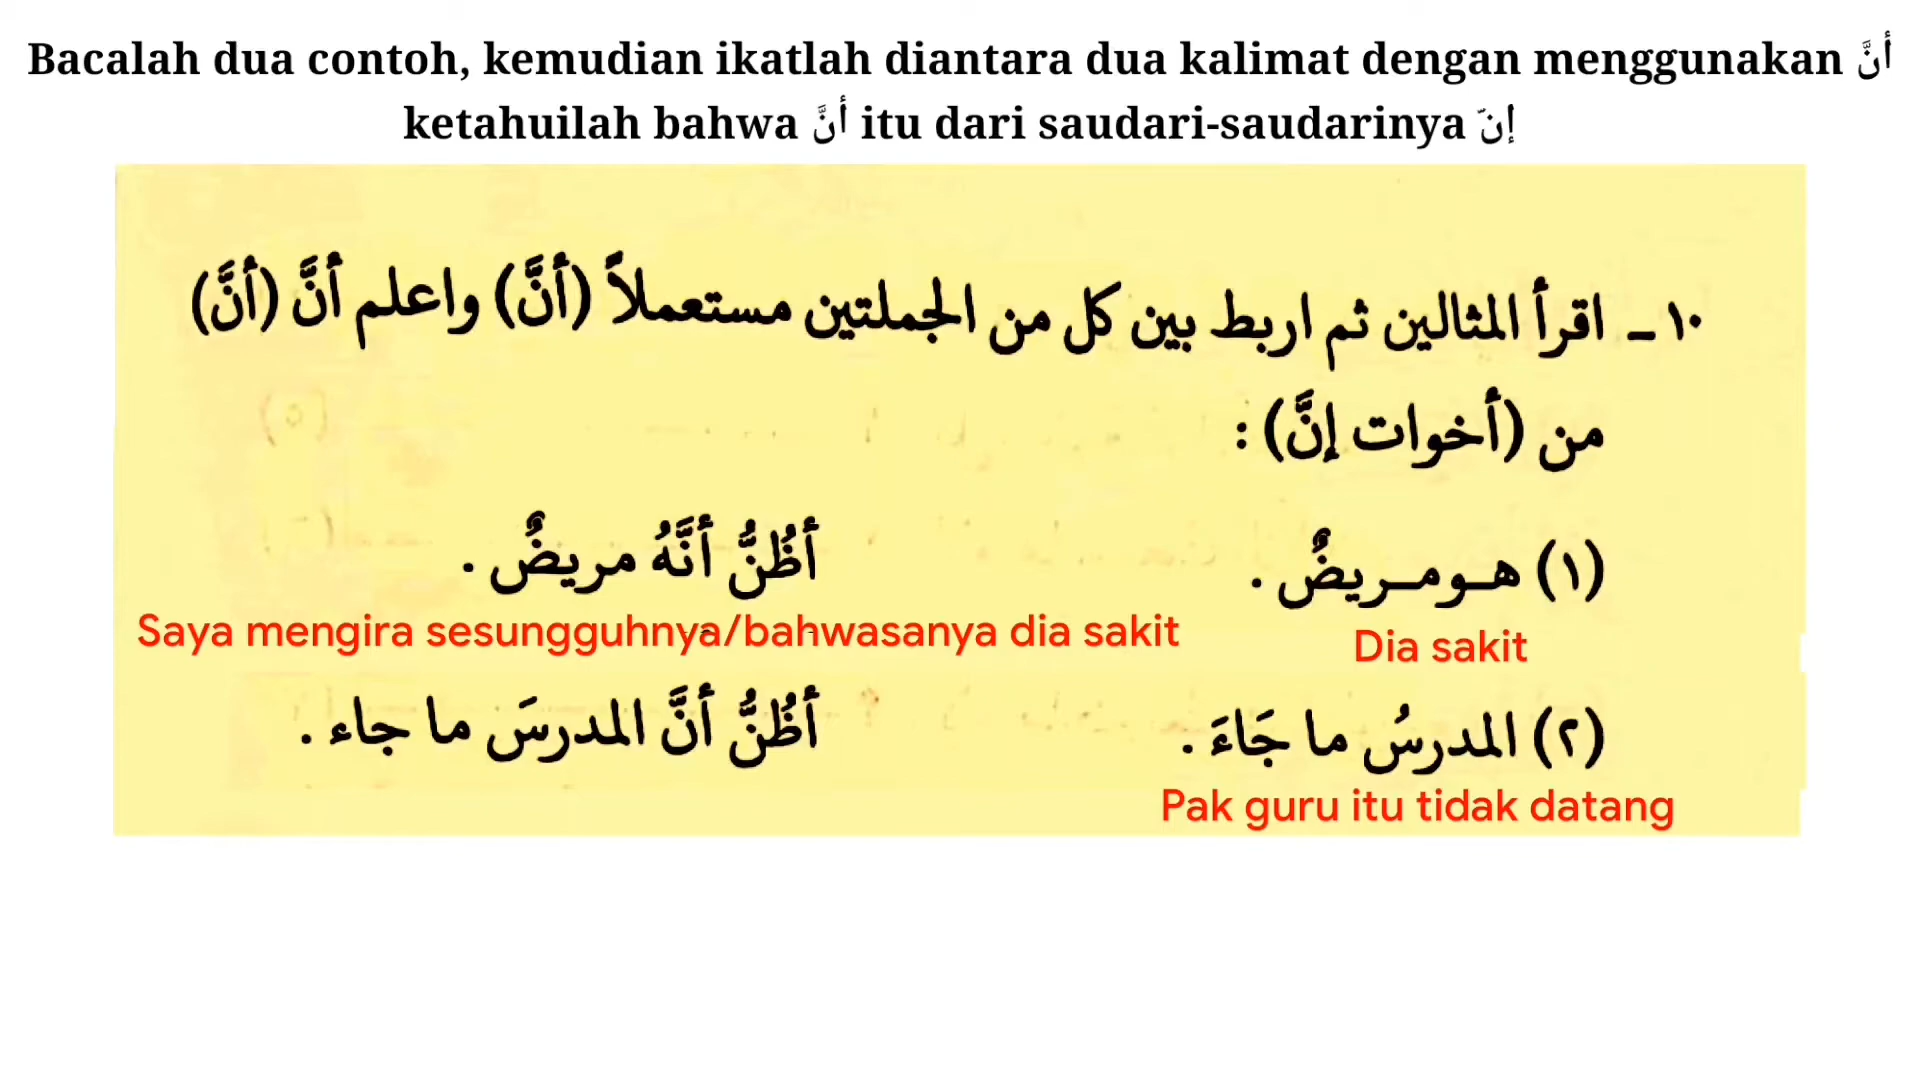 Bacalah dua contoh, kemudian ikatlah diantara dua kalimat dengan menggunakan أنَّ
ketahuilah bahwa أنَّ itu dari saudari-saudarinya إنّ
١٠ – اقرأ المثالين ثم اربط بين كل من الجملتين مستعملاً (أنَّ) واعلم أنَّ (أنَّ)
من (أخوات إنَّ) :
(١) هـو مـريضٌ . أظُنُّ أنَّهُ مريضٌ .
Dia sakit
Saya mengira sesungguhnya/bahwasanya dia sakit
(٢) المدرسُ ما جَاءَ . أظُنُّ أنَّ المدرسَ ما جاء .
Pak guru itu tidak datang